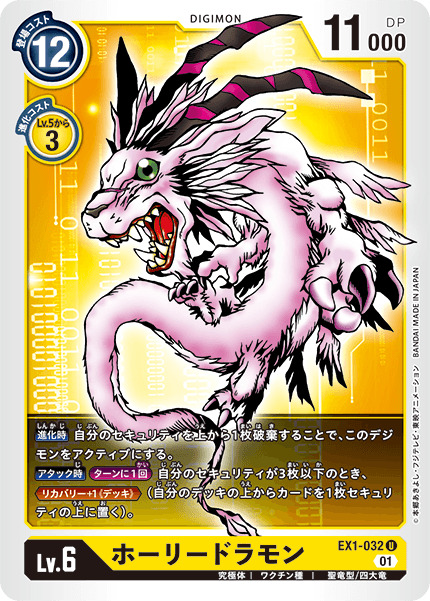 登場コスト
12
DIGIMON
DP
11000
進化コスト
Lv.5から
3
進化時 自分のセキュリティを上から1枚破棄することで、このデジ
モンをアクティブにする。
アタック時 ターンに1回 自分のセキュリティが3枚以下のとき、
リカバリー+1《デッキ》(自分のデッキの上からカードを1枚セキュリ
ティの上に置く)。
©本郷あきよし・フジテレビ・東映アニメーション BANDAI MADE IN JAPAN
Lv.6
ホーリードラモン
EX1-032 U
01
究極体 | ワクチン種 | 聖竜型/四大竜